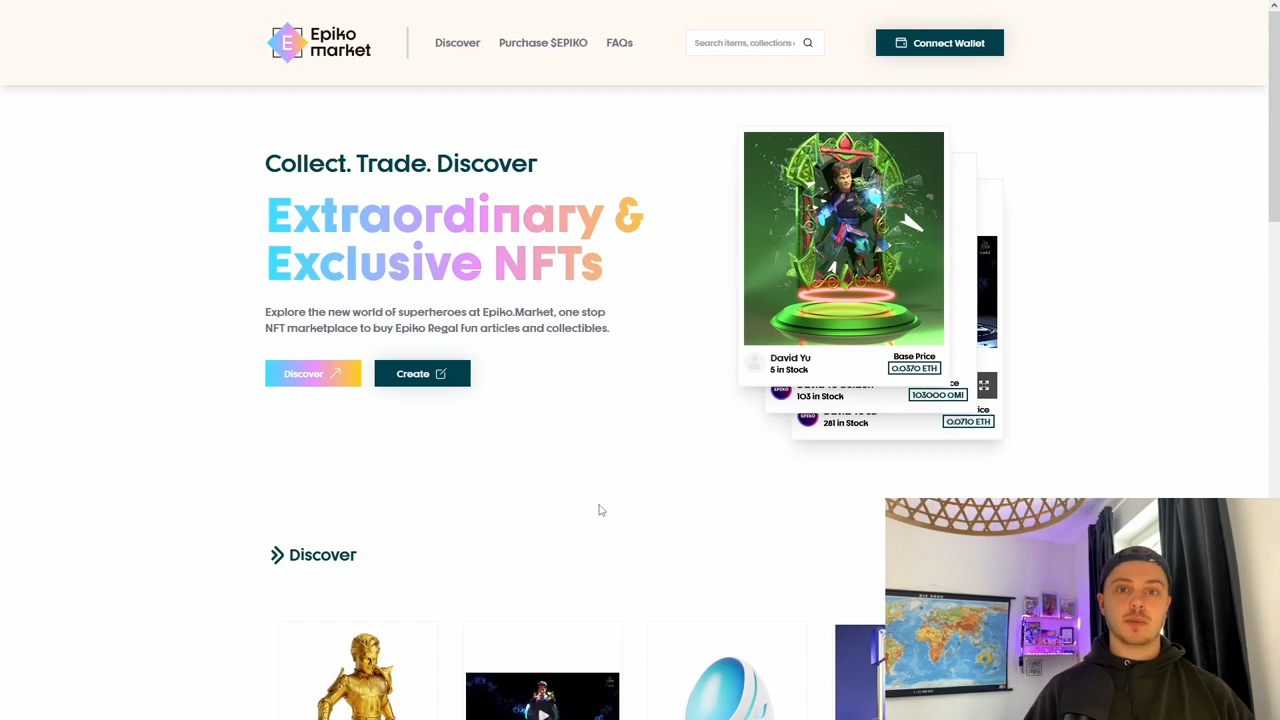 Epiko
market
Discover
Purchase $EPIKO
FAQs
Search items, collections
Connect Wallet
Collect. Trade. Discover
Extraordinary &
Exclusive NFTs
Explore the new world of superheroes at Epiko.Market, one stop
NFT marketplace to buy Epiko Regal fun articles and collectibles.
Discover
Create
David Yu
5 in Stock
Base Price
0.0370 ETH
EPIKO
103 in Stock
103000 OMI
EPIKO
281 in Stock
0.0710 ETH
Discover